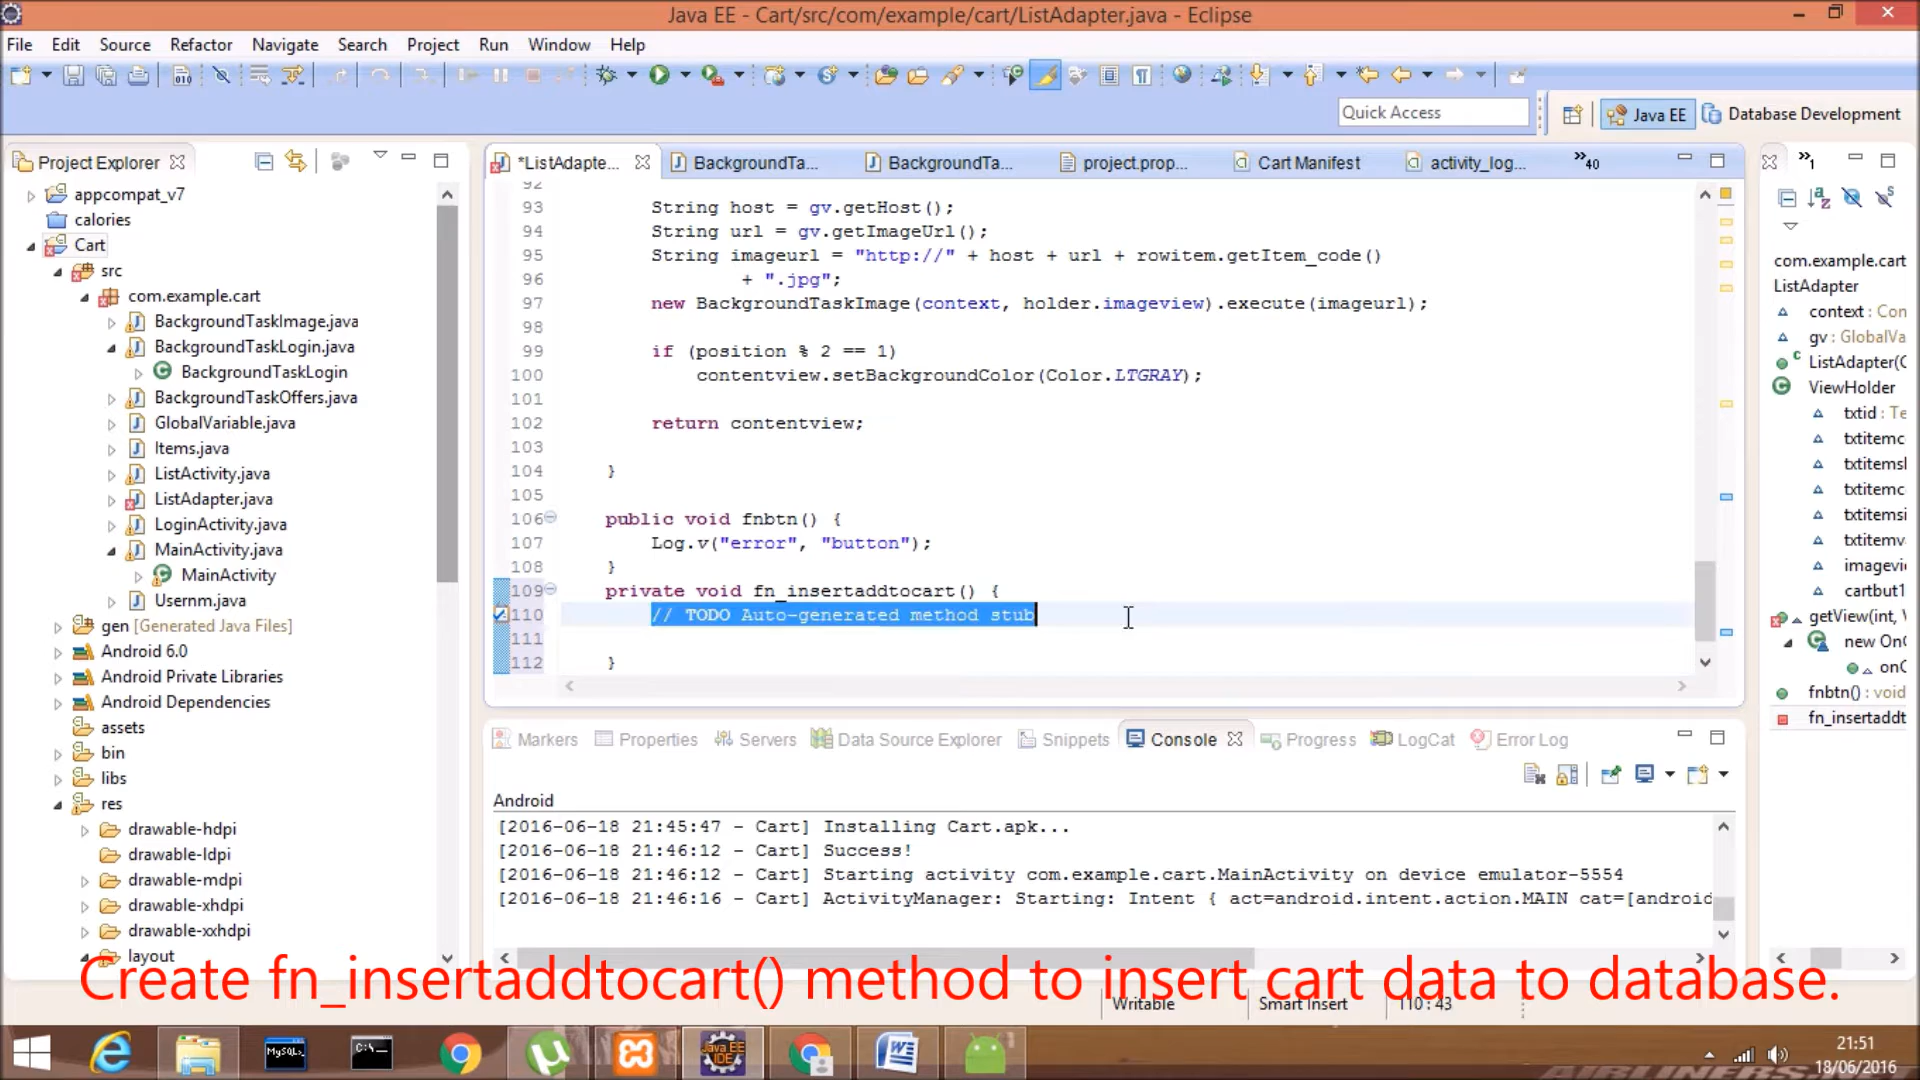 Java EE - Cart/src/com/example/cart/ListAdapter.java - Eclipse
File Edit Source Refactor Navigate Search Project Run Window Help
Quick Access
Java EE
Database Development
Project Explorer
*ListAdapte...
BackgroundTa...
BackgroundTa...
project.prop...
Cart Manifest
activity_log...
»40
»1
appcompat_v7
calories
Cart
src
com.example.cart
BackgroundTaskImage.java
BackgroundTaskLogin.java
BackgroundTaskLogin
BackgroundTaskOffers.java
GlobalVariable.java
Items.java
ListActivity.java
ListAdapter.java
LoginActivity.java
MainActivity.java
MainActivity
Usernm.java
gen [Generated Java Files]
Android 6.0
Android Private Libraries
Android Dependencies
assets
bin
libs
res
drawable-hdpi
drawable-ldpi
drawable-mdpi
drawable-xhdpi
drawable-xxhdpi
layout
92
93 String host = gv.getHost();
94 String url = gv.getImageUrl();
95 String imageurl = "http://" + host + url + rowitem.getItem_code()
96 + ".jpg";
97 new BackgroundTaskImage(context, holder.imageview).execute(imageurl);
98
99 if (position % 2 == 1)
100 contentview.setBackgroundColor(Color.LTGRAY);
101
102 return contentview;
103
104 }
105
106 public void fnbtn() {
107 Log.v("error", "button");
108 }
109 private void fn_insertaddtocart() {
110 // TODO Auto-generated method stub
111
112 }
com.example.cart
ListAdapter
context : Con
gv : GlobalVa
ListAdapter(C
ViewHolder
txtid : Te
txtitemc
txtitemsl
txtitemc
txtitemsi
txtitemv
imagevi
cartbut1
getView(int, V
new OnC
onC
fnbtn() : void
fn_insertaddt
Markers Properties Servers Data Source Explorer Snippets Console Progress LogCat Error Log
Android
[2016-06-18 21:45:47 - Cart] Installing Cart.apk...
[2016-06-18 21:46:12 - Cart] Success!
[2016-06-18 21:46:12 - Cart] Starting activity com.example.cart.MainActivity on device emulator-5554
[2016-06-18 21:46:16 - Cart] ActivityManager: Starting: Intent { act=android.intent.action.MAIN cat=[android
Create fn_insertaddtocart() method to insert cart data to database.
Writable
Smart Insert
110 : 43
MySQL
C:\
Java EE
IDE
21:51
18/06/2016
AIRLINERS.